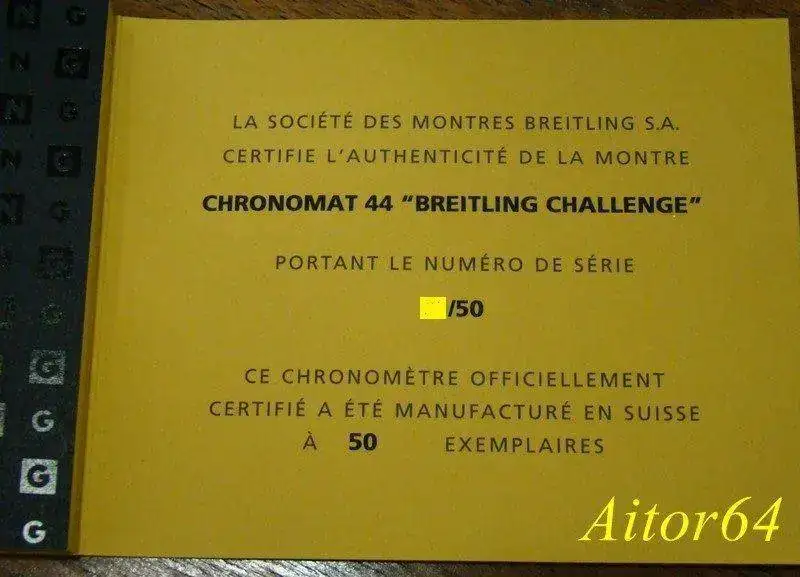 N G
N G
N G
N G
N G
G
G
G
G
G
G
LA SOCIÉTÉ DES MONTRES BREITLING S.A.
CERTIFIE L'AUTHENTICITÉ DE LA MONTRE
CHRONOMAT 44 "BREITLING CHALLENGE"
PORTANT LE NUMÉRO DE SÉRIE
/50
CE CHRONOMÈTRE OFFICIELLEMENT
CERTIFIÉ A ÉTÉ MANUFACTURÉ EN SUISSE
À 50 EXEMPLAIRES
Aitor64